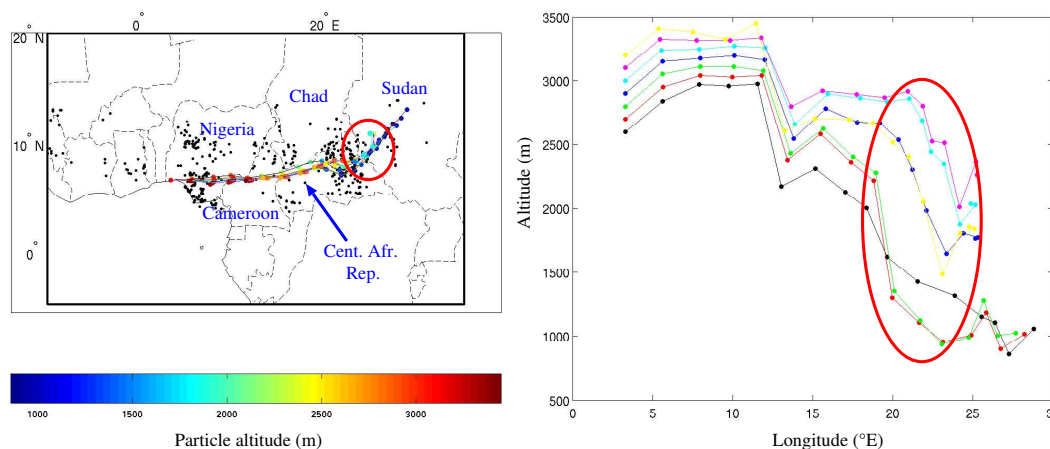 0° 20°E
20°N
10°N
0°
Sudan
Chad
Nigeria
Cameroon
Cent. Afr.
Rep.
1000 1500 2000 2500 3000
Particle altitude (m)
3500
3000
2500
2000
1500
1000
500
Altitude (m)
0 5 10 15 20 25 30
Longitude (°E)